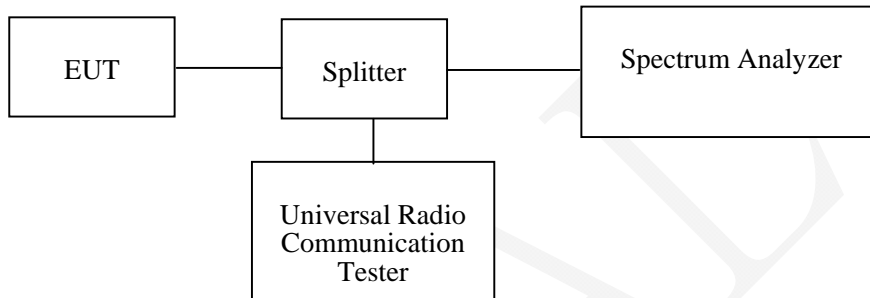 EUT
Splitter
Spectrum Analyzer
Universal Radio
Communication
Tester